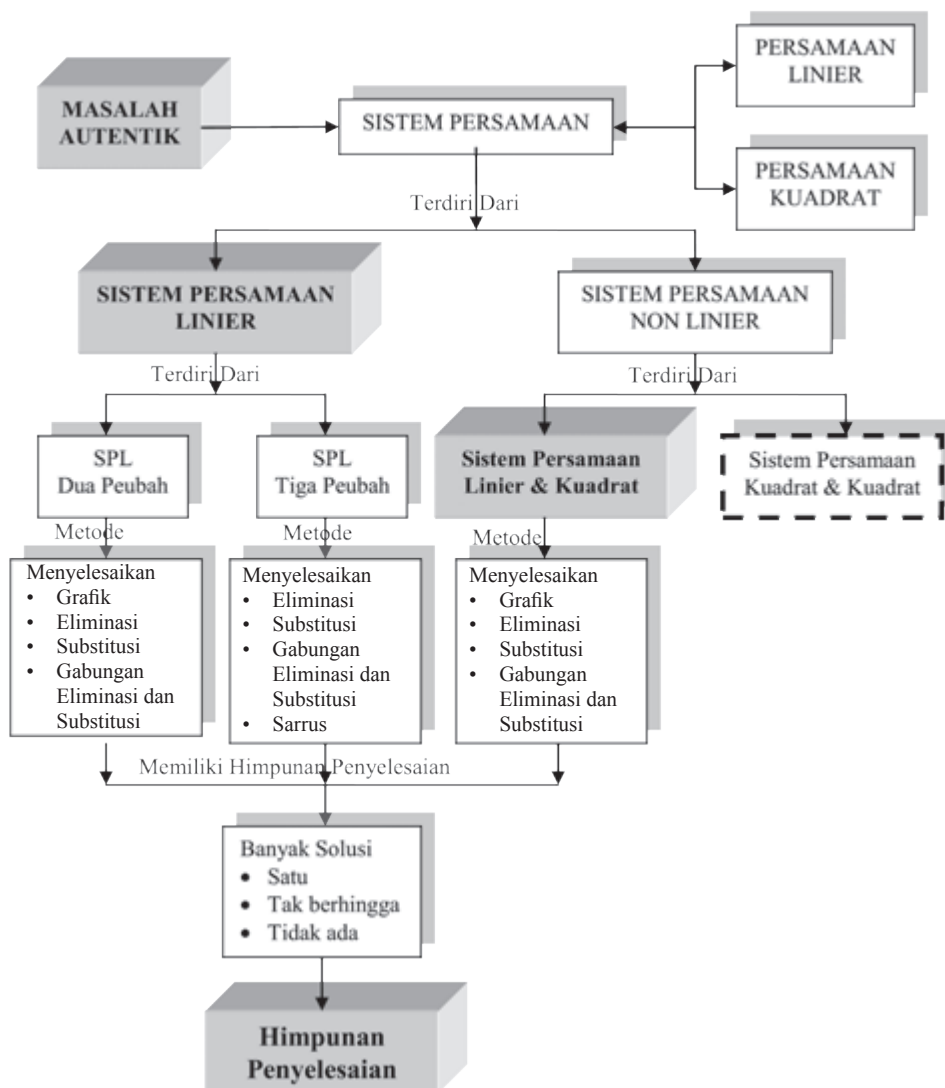 MASALAH
AUTENTIK
SISTEM PERSAMAAN
PERSAMAAN
LINIER
PERSAMAAN
KUADRAT
Terdiri Dari
SISTEM PERSAMAAN
LINIER
SISTEM PERSAMAAN
NON LINIER
Terdiri Dari
Terdiri Dari
SPL
Dua Peubah
SPL
Tiga Peubah
Sistem Persamaan
Linier & Kuadrat
Sistem Persamaan
Kuadrat & Kuadrat
Metode
Metode
Metode
Menyelesaikan
• Grafik
• Eliminasi
• Substitusi
• Gabungan
Eliminasi dan
Substitusi
Menyelesaikan
• Eliminasi
• Substitusi
• Gabungan
Eliminasi dan
Substitusi
• Sarrus
Menyelesaikan
• Grafik
• Eliminasi
• Substitusi
• Gabungan
Eliminasi dan
Substitusi
Memiliki Himpunan Penyelesaian
Banyak Solusi
• Satu
• Tak berhingga
• Tidak ada
Himpunan
Penyelesaian